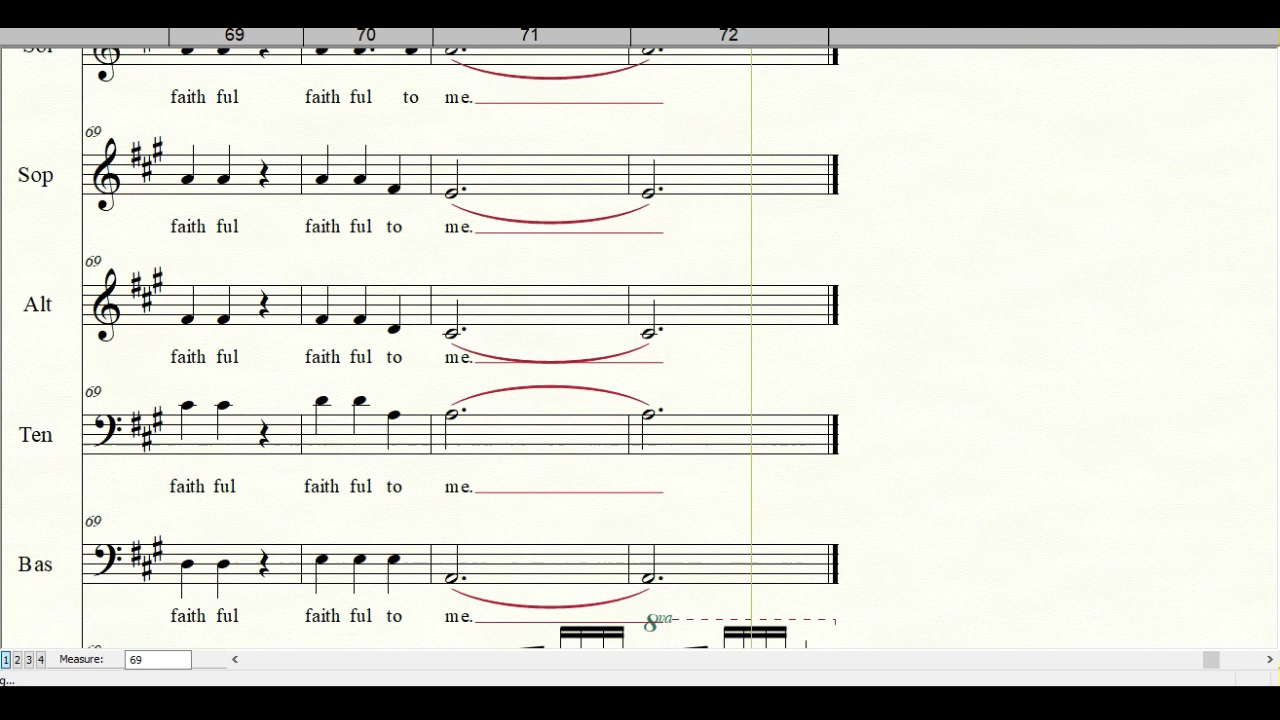 69 70 71 72
faith ful faith ful to me.
69
Sop
faith ful faith ful to me.
69
Alt
faith ful faith ful to me.
69
Ten
faith ful faith ful to me.
69
Bas
faith ful faith ful to me.
8va
1 2 3 4 Measure: 69
g...